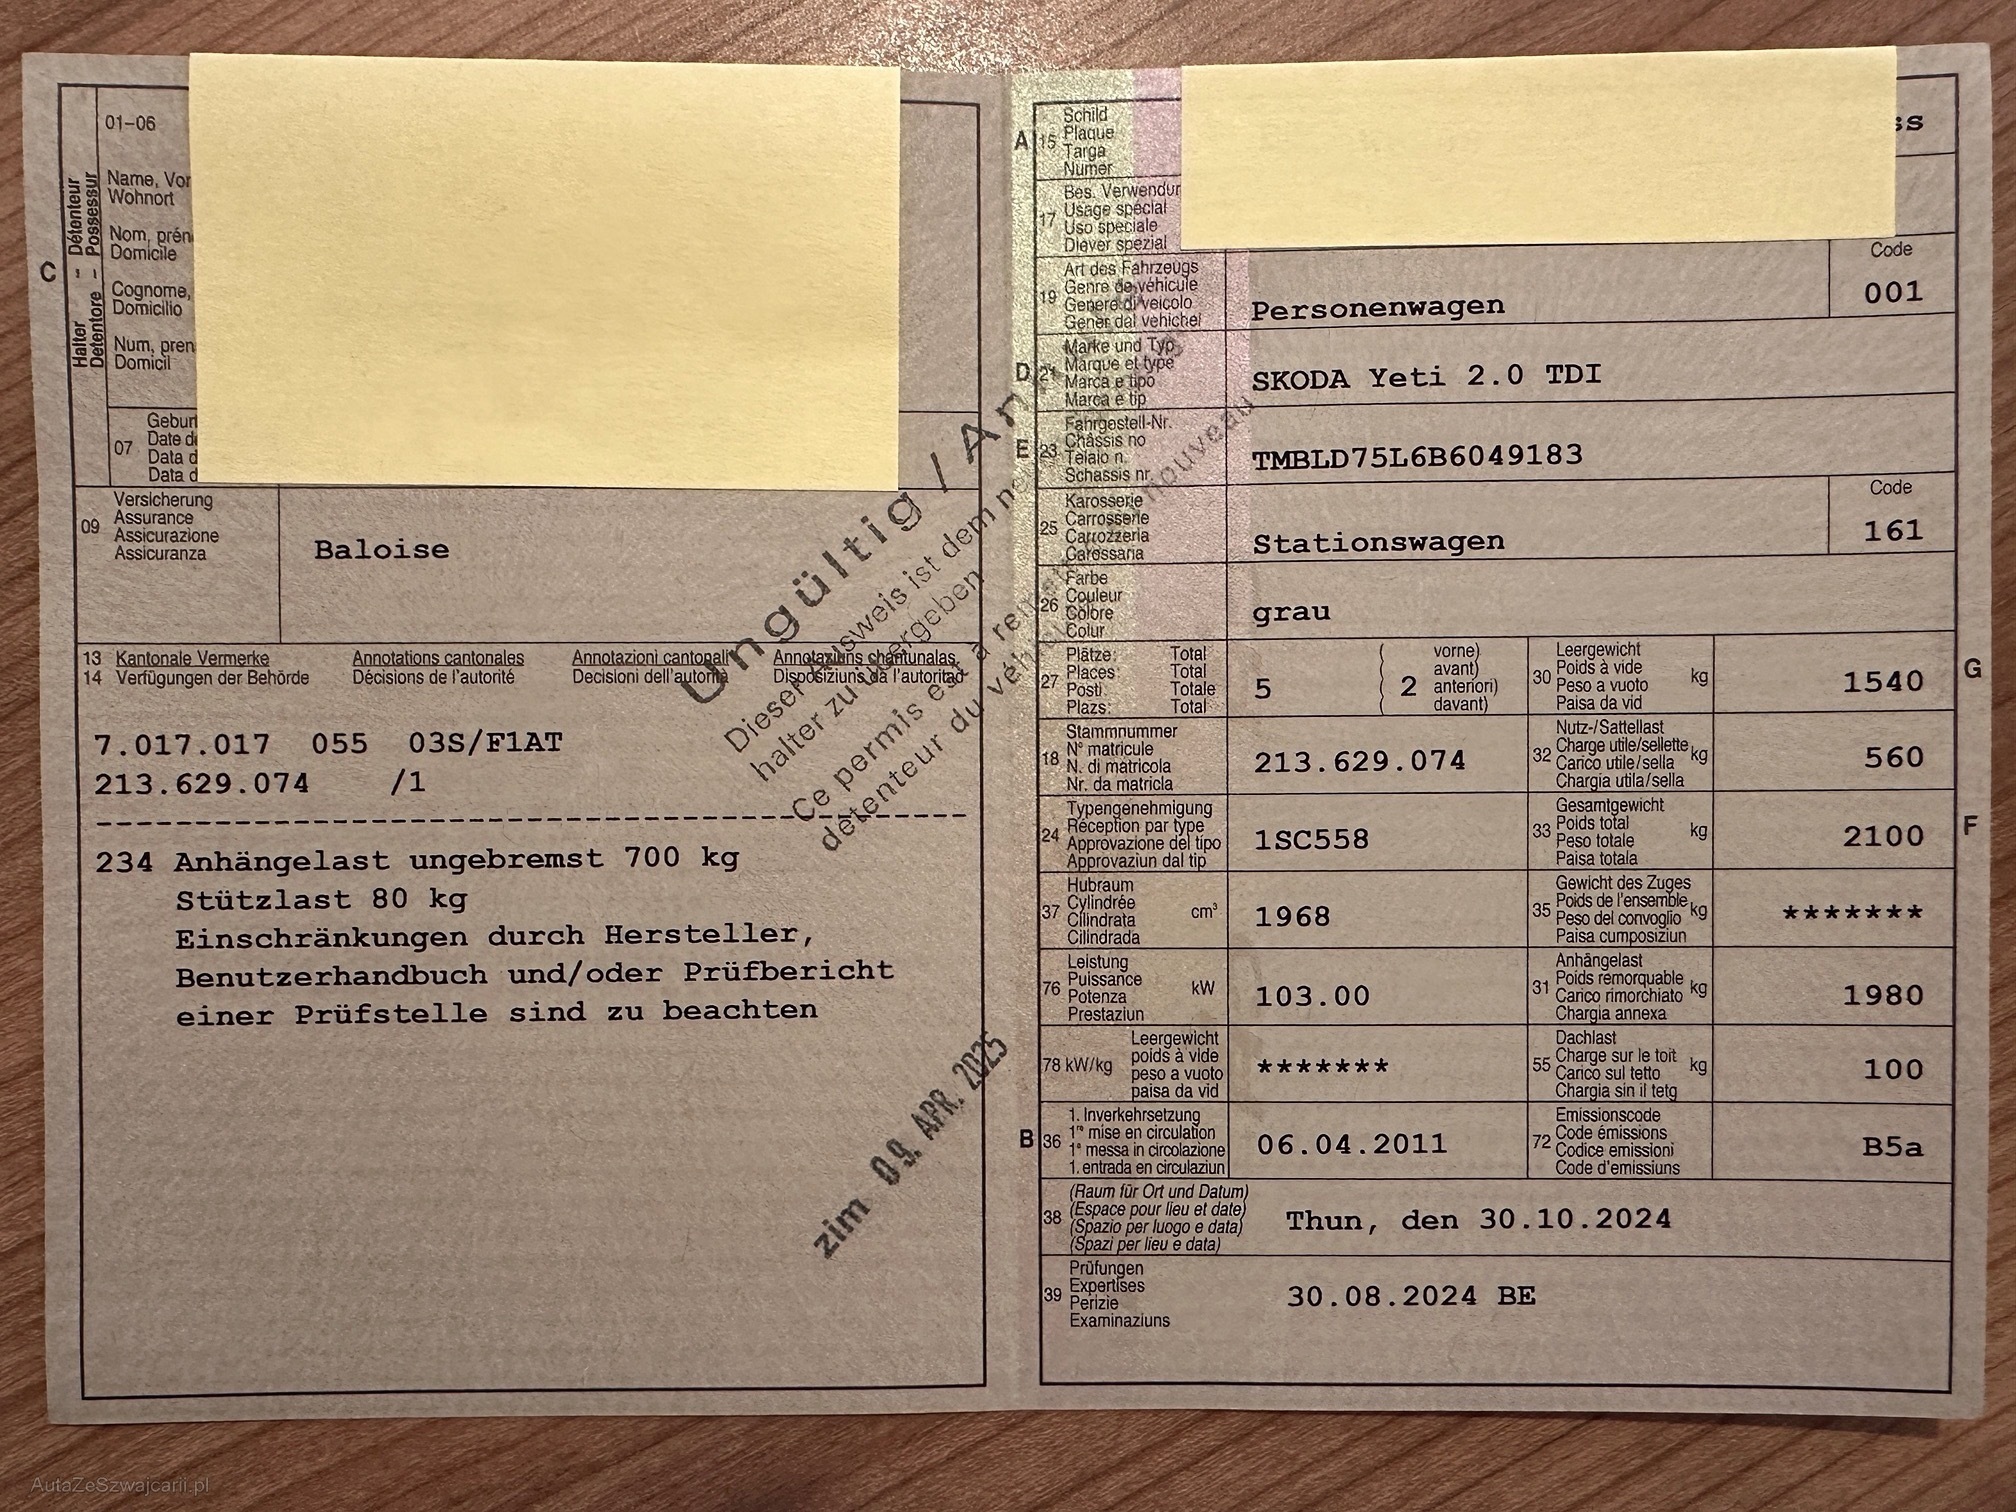 01–06
Name, Vor
Wohnort
Nom, prén
Domicile
Cognome,
Domicilio
Num, pren
Domicil
C
Halter - Détenteur
Detentore - Possessur
07
Gebur
Date d
Data d
Data d
09
Versicherung
Assurance
Assicurazione
Assicuranza
Baloise
13 Kantonale Vermerke Annotations cantonales Annotazioni cantonali Annotaziuns chantunalas
14 Verfügungen der Behörde Décisions de l'autorité Decisioni dell'autorità Disposiziuns da l'autoritad
7.017.017 055 03S/F1AT
213.629.074 /1
234 Anhängelast ungebremst 700 kg
Stützlast 80 kg
Einschränkungen durch Hersteller,
Benutzerhandbuch und/oder Prüfbericht
einer Prüfstelle sind zu beachten
Ungültig / An
Dieser Ausweis ist dem
halter zu übergeben
Ce permis est à
détenteur du véh
nouveau
zim 09. APR. 2025
A
15
Schild
Plaque
Targa
Numer
ss
17
Bes. Verwendun
Usage spécial
Uso speciale
Diever spezial
19
Art des Fahrzeugs
Genre de véhicule
Genere di veicolo
Gener dal vehichel
Personenwagen
Code
001
D
21
Marke und Typ
Marque et type
Marca e tipo
Marca e tip
SKODA Yeti 2.0 TDI
E
23
Fahrgestell-Nr.
Châssis no
Telaio n.
Schassis nr.
TMBLD75L6B6049183
25
Karosserie
Carrosserie
Carrozzeria
Carossaria
Stationswagen
Code
161
26
Farbe
Couleur
Colore
Colur
grau
27
Plätze: Total
Places: Total
Posti: Totale
Plazs: Total
5
( 2
vorne)
avant)
anteriori)
davant)
30
Leergewicht
Poids à vide
Peso a vuoto
Paisa da vid
kg
1540
G
18
Stammnummer
N° matricule
N. di matricola
Nr. da matricla
213.629.074
32
Nutz-/Sattellast
Charge utile/sellette
Carico utile/sella
Chargia utila/sella
kg
560
24
Typengenehmigung
Réception par type
Approvazione del tipo
Approvaziun dal tip
1SC558
33
Gesamtgewicht
Poids total
Peso totale
Paisa totala
kg
2100
F
37
Hubraum
Cylindrée
Cilindrata
Cilindrada
cm³
1968
35
Gewicht des Zuges
Poids de l'ensemble
Peso del convoglio
Paisa cumposiziun
kg
*******
76
Leistung
Puissance
Potenza
Prestaziun
kW
103.00
31
Anhängelast
Poids remorquable
Carico rimorchiato
Chargia annexa
kg
1980
78 kW/kg
Leergewicht
poids à vide
peso a vuoto
paisa da vid
*******
55
Dachlast
Charge sur le toit
Carico sul tetto
Chargia sin il tetg
kg
100
B
36
1. Inverkehrsetzung
1re mise en circulation
1a messa in circolazione
1. entrada en circulaziun
06.04.2011
72
Emissionscode
Code émissions
Codice emissioni
Code d'emissiuns
B5a
38
(Raum für Ort und Datum)
(Espace pour lieu et date)
(Spazio per luogo e data)
(Spazi per lieu e data)
Thun, den 30.10.2024
39
Prüfungen
Expertises
Perizie
Examinaziuns
30.08.2024 BE
AutaZeSzwajcarii.pl